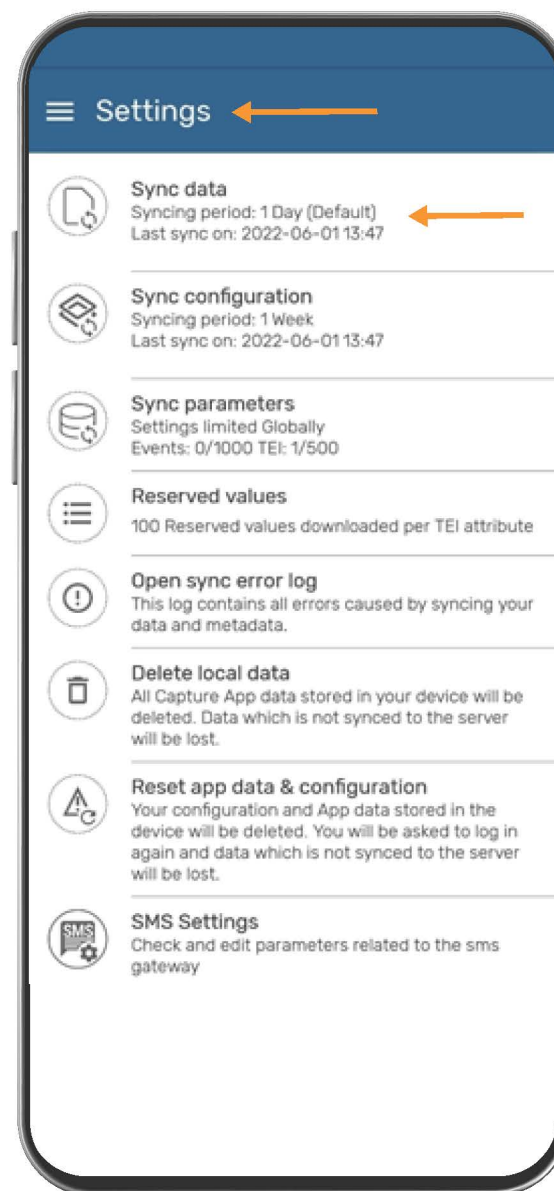 Settings
Sync data
Syncing period: 1 Day (Default)
Last sync on: 2022-06-01 13:47
Sync configuration
Syncing period: 1 Week
Last sync on: 2022-06-01 13:47
Sync parameters
Settings limited Globally
Events: 0/1000 TEI: 1/500
Reserved values
100 Reserved values downloaded per TEI attribute
Open sync error log
This log contains all errors caused by syncing your
data and metadata.
Delete local data
All Capture App data stored in your device will be
deleted. Data which is not synced to the server
will be lost.
Reset app data & configuration
Your configuration and App data stored in the
device will be deleted. You will be asked to log in
again and data which is not synced to the server
will be lost.
SMS
SMS Settings
Check and edit parameters related to the sms
gateway